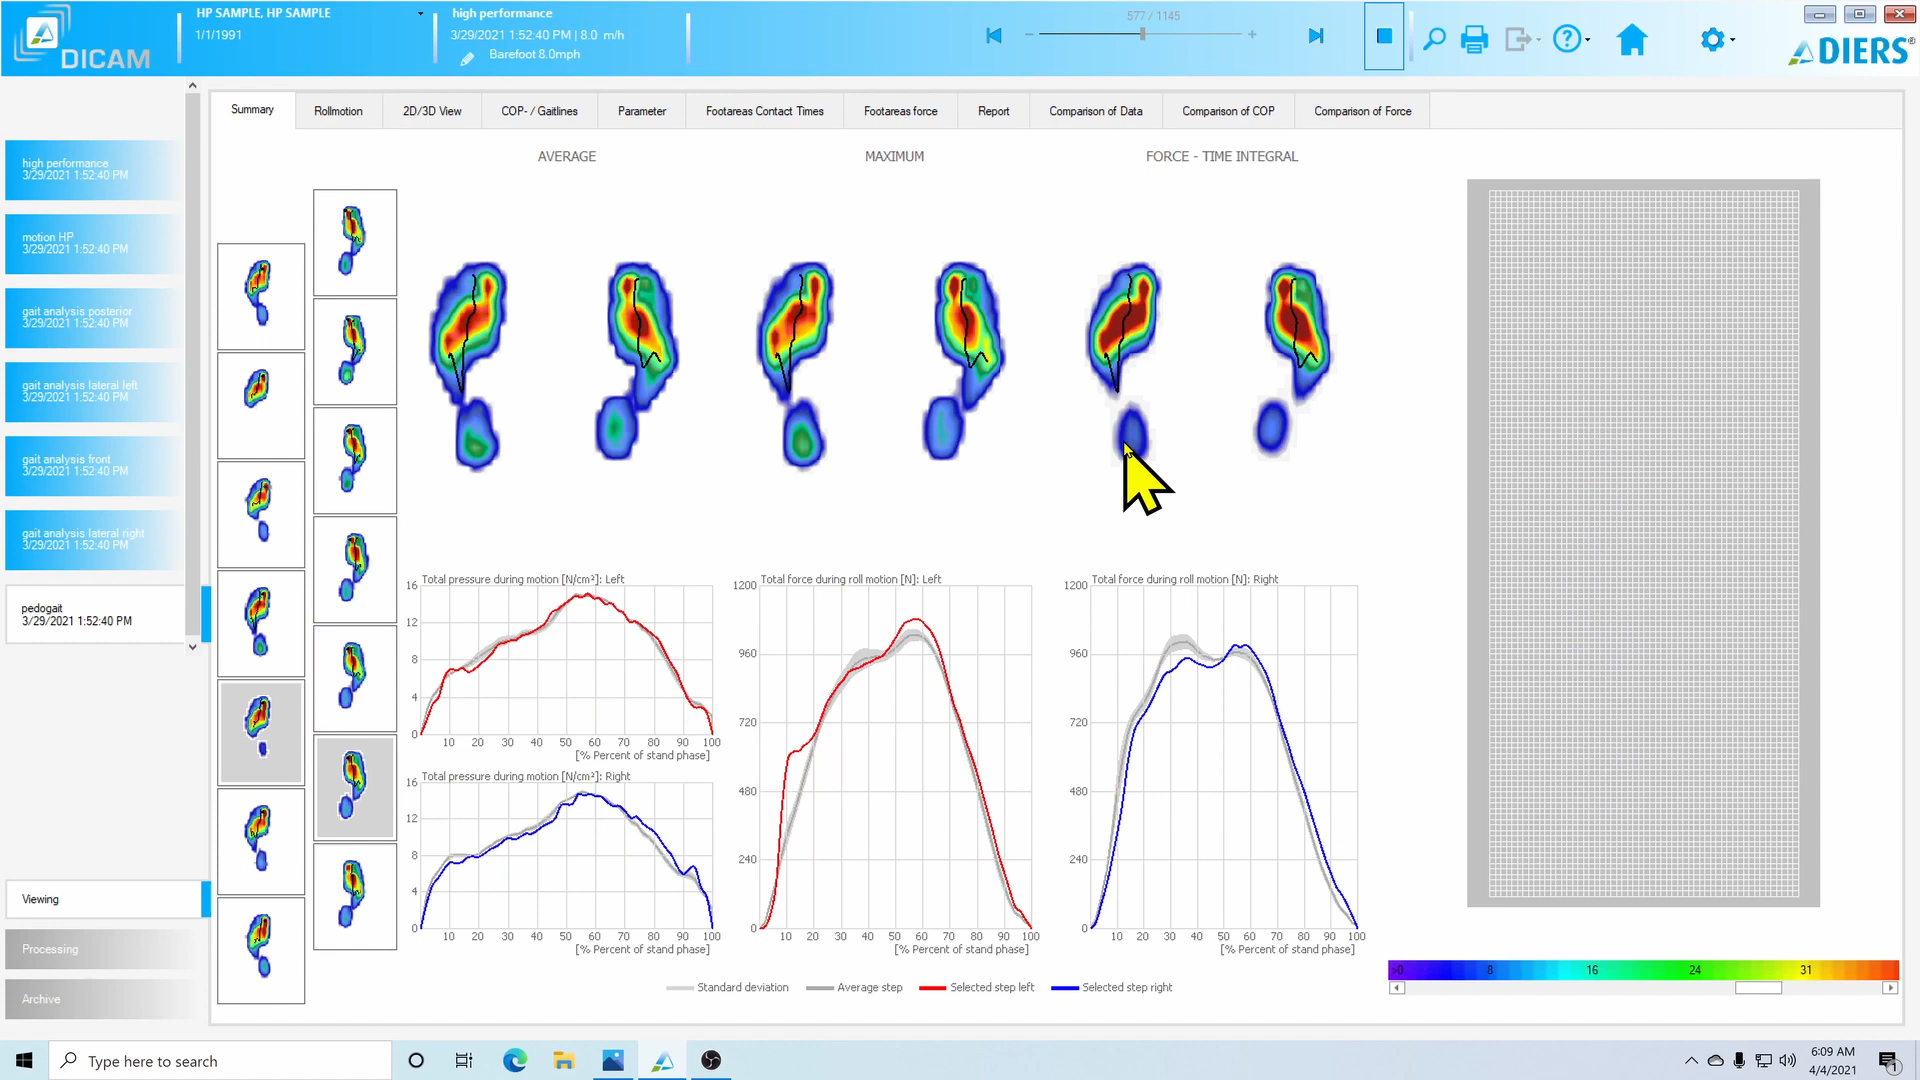 DICAM
HP SAMPLE, HP SAMPLE
1/1/1991
high performance
3/29/2021 1:52:40 PM | 8.0 m/h
Barefoot 8.0mph
577 / 1145
DIERS®
Summary
Rollmotion
2D/3D View
COP- / Gaitlines
Parameter
Footareas Contact Times
Footareas force
Report
Comparison of Data
Comparison of COP
Comparison of Force
high performance
3/29/2021 1:52:40 PM
motion HP
3/29/2021 1:52:40 PM
gait analysis posterior
3/29/2021 1:52:40 PM
gait analysis lateral left
3/29/2021 1:52:40 PM
gait analysis front
3/29/2021 1:52:40 PM
gait analysis lateral right
3/29/2021 1:52:40 PM
pedogait
3/29/2021 1:52:40 PM
Viewing
Processing
Archive
AVERAGE
MAXIMUM
FORCE - TIME INTEGRAL
Total pressure during motion [N/cm²]: Left
16
12
8
4
0
10 20 30 40 50 60 70 80 90 100
[% Percent of stand phase]
Total pressure during motion [N/cm²]: Right
16
12
8
4
0
10 20 30 40 50 60 70 80 90 100
[% Percent of stand phase]
Total force during roll motion [N]: Left
1200
960
720
480
240
0
10 20 30 40 50 60 70 80 90 100
[% Percent of stand phase]
Total force during roll motion [N]: Right
1200
960
720
480
240
0
10 20 30 40 50 60 70 80 90 100
[% Percent of stand phase]
Standard deviation
Average step
Selected step left
Selected step right
>0 8 16 24 31
Type here to search
6:09 AM
4/4/2021
1